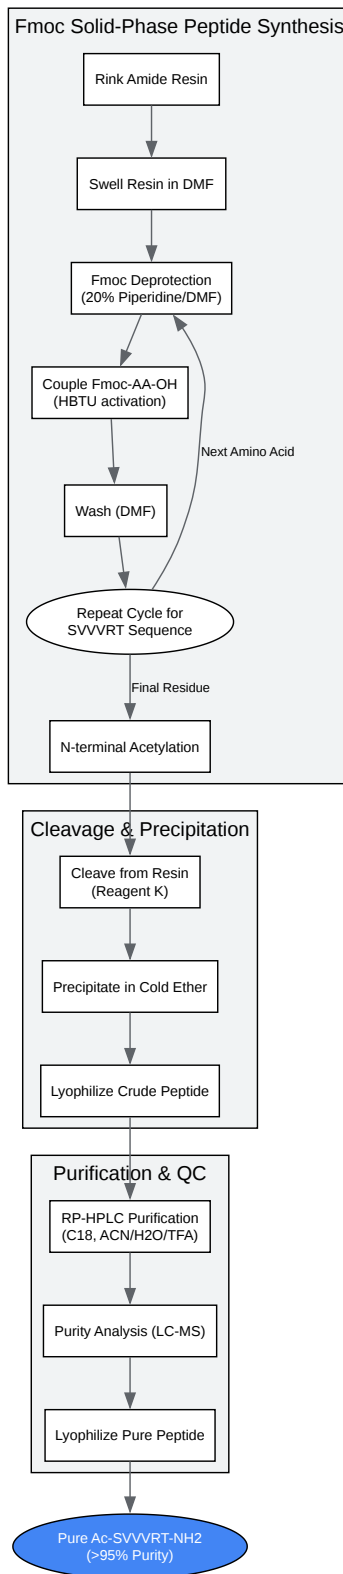 Fmoc Solid-Phase Peptide Synthesis
Rink Amide Resin
Swell Resin in DMF
Fmoc Deprotection
(20% Piperidine/DMF)
Couple Fmoc-AA-OH
(HBTU activation)
Next Amino Acid
Wash (DMF)
Repeat Cycle for
SVVVRT Sequence
Final Residue
N-terminal Acetylation
Cleavage & Precipitation
Cleave from Resin
(Reagent K)
Precipitate in Cold Ether
Lyophilize Crude Peptide
Purification & QC
RP-HPLC Purification
(C18, ACN/H2O/TFA)
Purity Analysis (LC-MS)
Lyophilize Pure Peptide
Pure Ac-SVVVRT-NH2
(>95% Purity)